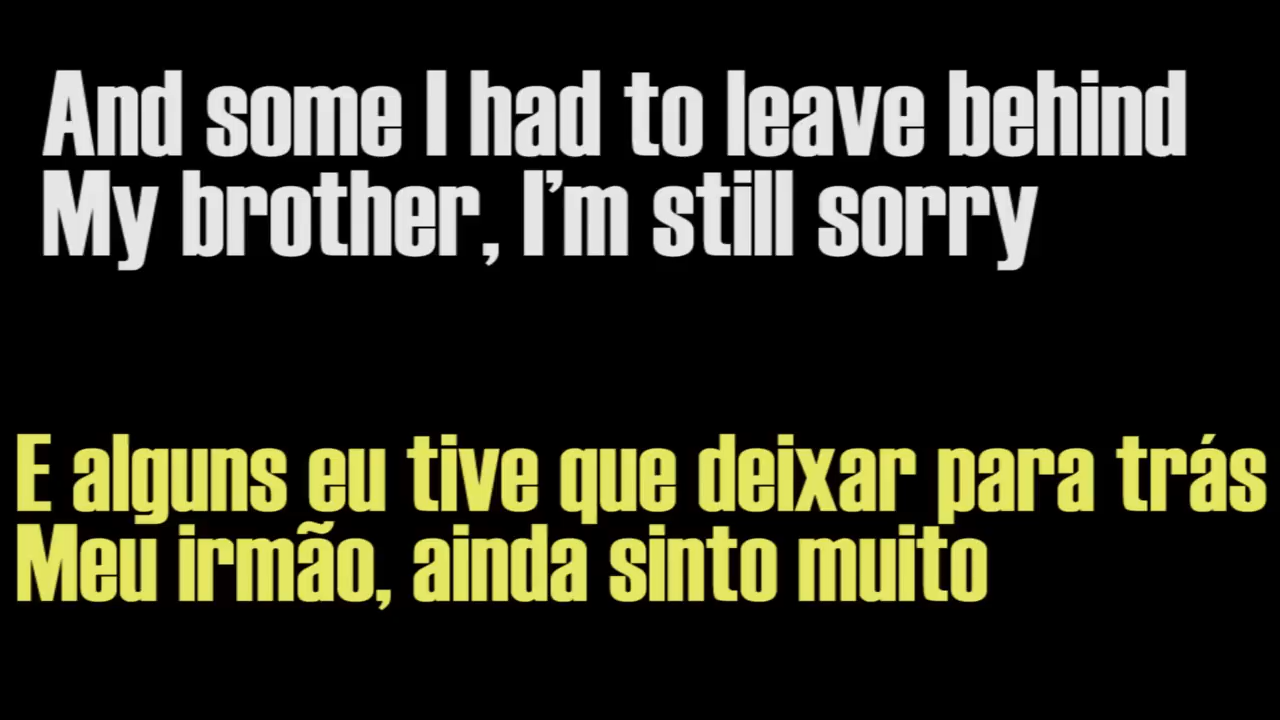 And some I had to leave behind
My brother, I'm still sorry
E alguns eu tive que deixar para trás
Meu irmão, ainda sinto muito